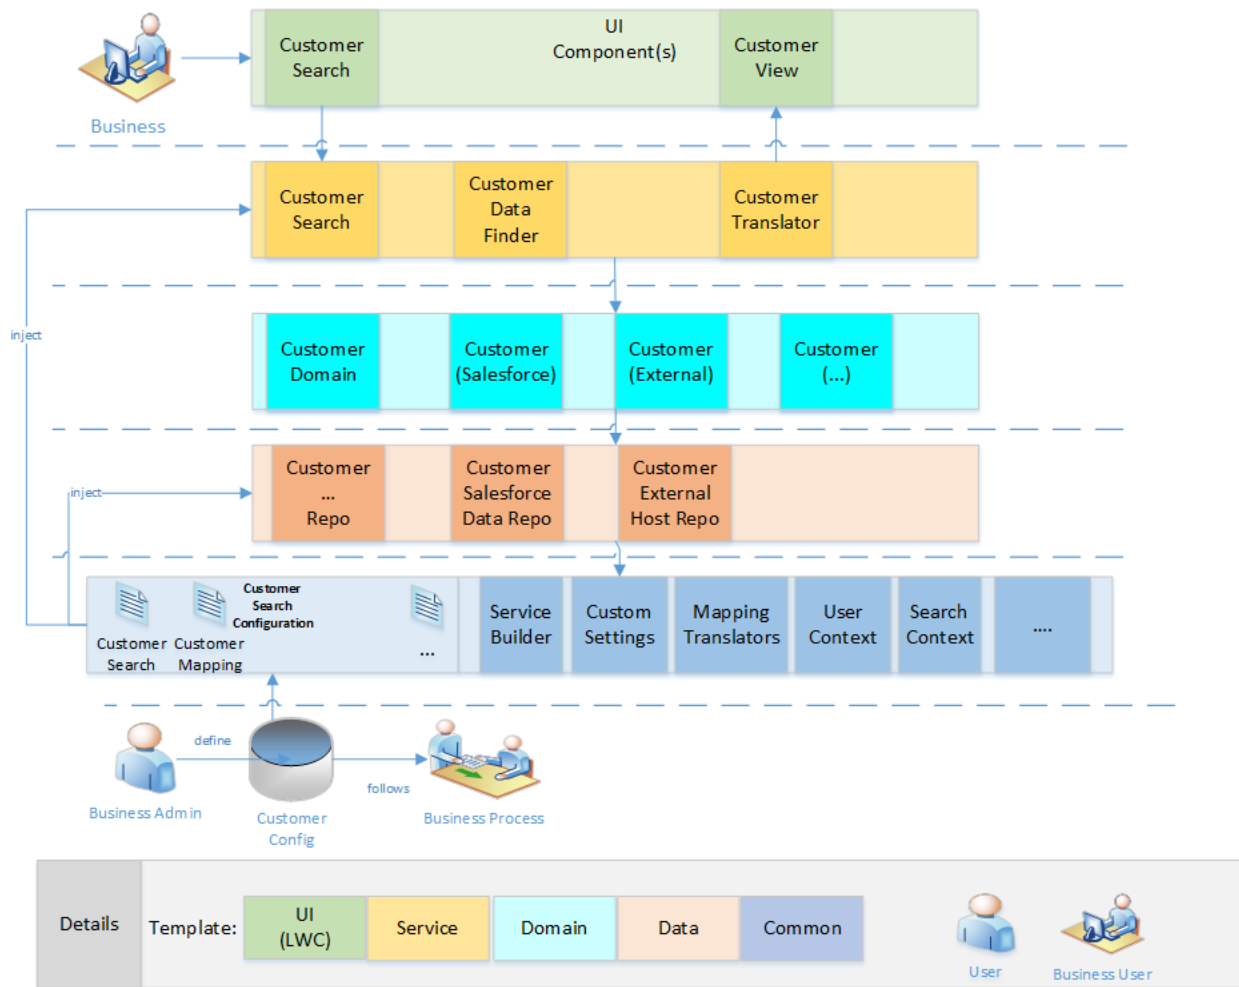 UI
Component(s)
Customer
Search
Customer
View
Business
Customer
Search
Customer
Data
Finder
Customer
Translator
inject
Customer
Domain
Customer
(Salesforce)
Customer
(External)
Customer
(...)
inject
Customer
...
Repo
Customer
Salesforce
Data Repo
Customer
External
Host Repo
Customer
Search
Configuration
Customer
Search
Customer
Mapping
...
Service
Builder
Custom
Settings
Mapping
Translators
User
Context
Search
Context
....
define
follows
Business Admin
Customer
Config
Business Process
Details
Template:
UI
(LWC)
Service
Domain
Data
Common
User
Business User